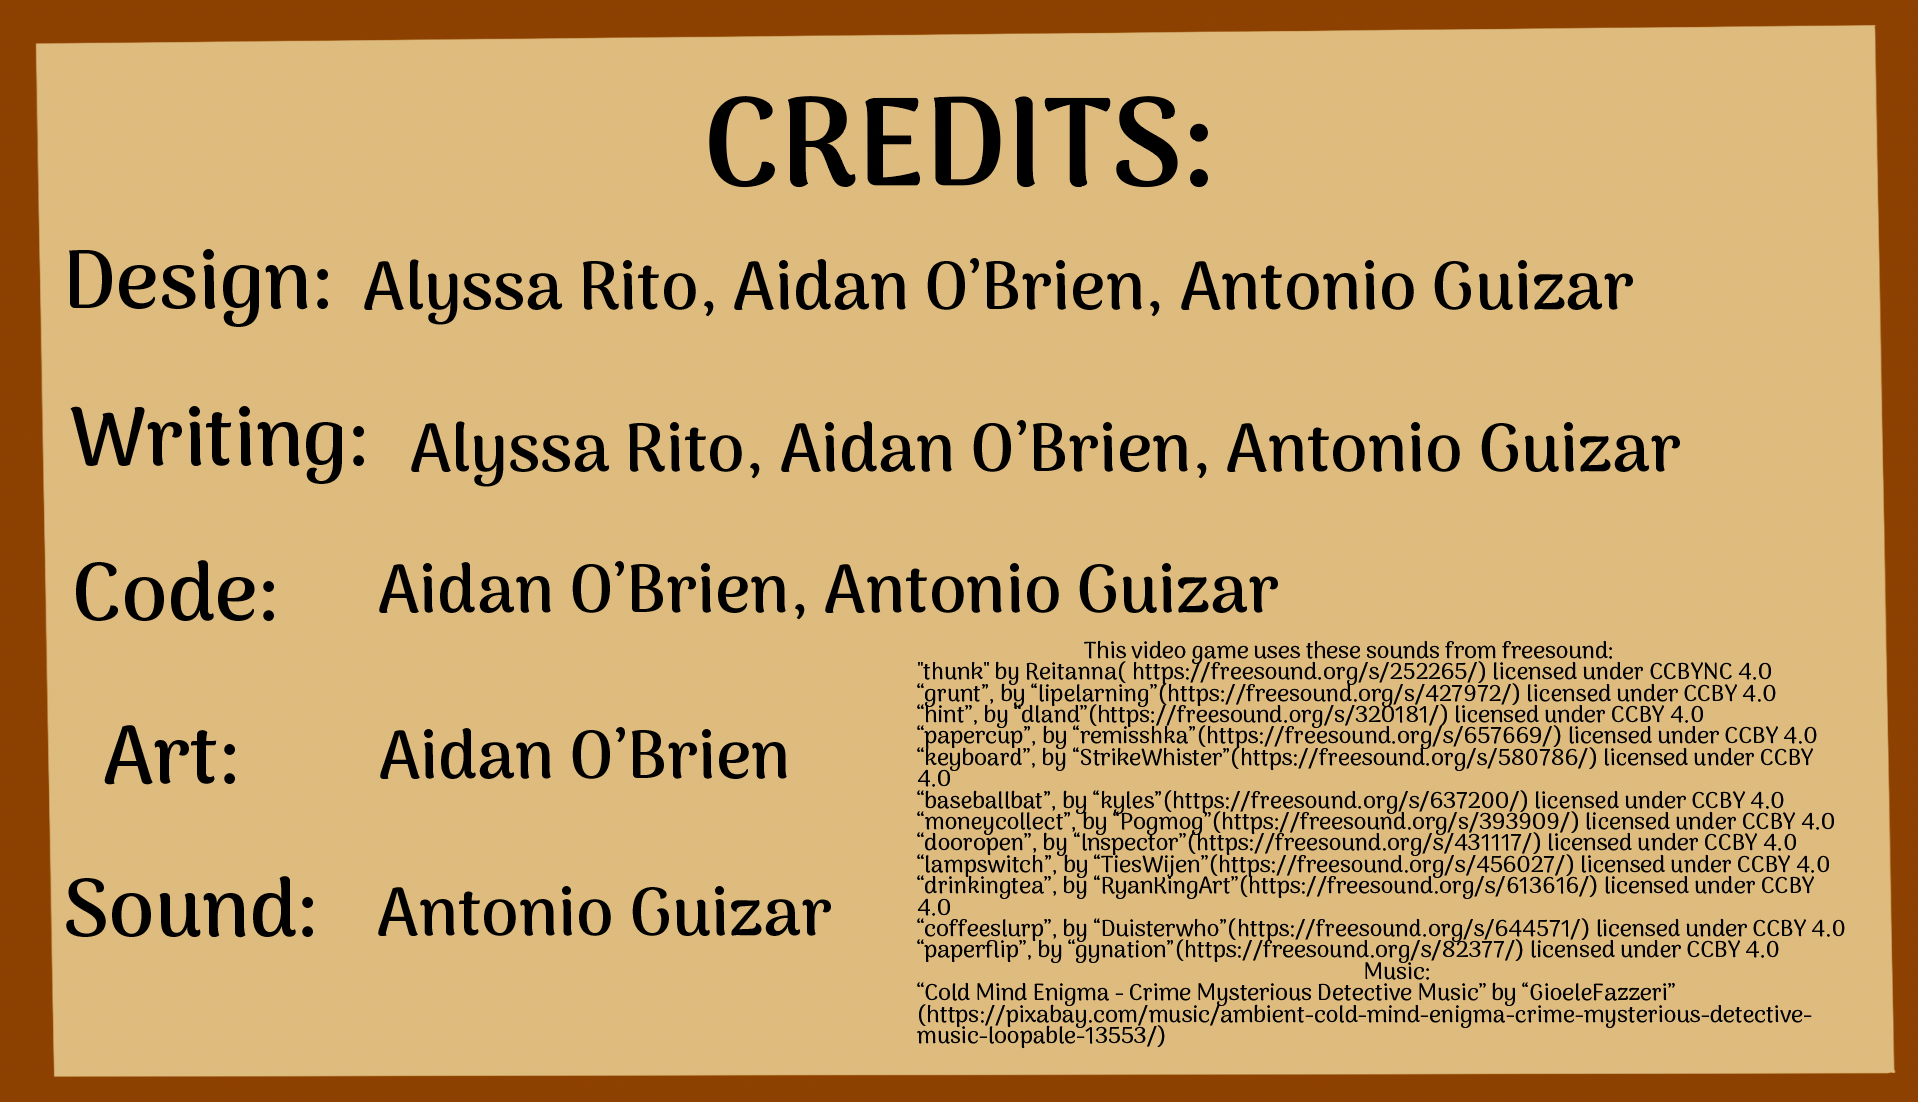 CREDITS:
Design: Alyssa Rito, Aidan O’Brien, Antonio Guizar
Writing: Alyssa Rito, Aidan O’Brien, Antonio Guizar
Code: Aidan O’Brien, Antonio Guizar
Art: Aidan O’Brien
Sound: Antonio Guizar
This video game uses these sounds from freesound:
"thunk" by Reitanna( https://freesound.org/s/252265/) licensed under CCBYNC 4.0
“grunt”, by “lipelarning”(https://freesound.org/s/427972/) licensed under CCBY 4.0
“hint”, by “dland”(https://freesound.org/s/320181/) licensed under CCBY 4.0
“papercup”, by “remisshka”(https://freesound.org/s/657669/) licensed under CCBY 4.0
“keyboard”, by “StrikeWhister”(https://freesound.org/s/580786/) licensed under CCBY
4.0
“baseballbat”, by “kyles”(https://freesound.org/s/637200/) licensed under CCBY 4.0
“moneycollect”, by “Pogmog”(https://freesound.org/s/393909/) licensed under CCBY 4.0
“dooropen”, by “Inspector”(https://freesound.org/s/431117/) licensed under CCBY 4.0
“lampswitch”, by “TiesWijen”(https://freesound.org/s/456027/) licensed under CCBY 4.0
“drinkingtea”, by “RyanKingArt”(https://freesound.org/s/613616/) licensed under CCBY
4.0
“coffeeslurp”, by “Duisterwho”(https://freesound.org/s/644571/) licensed under CCBY 4.0
“paperflip”, by “gynation”(https://freesound.org/s/82377/) licensed under CCBY 4.0
Music:
“Cold Mind Enigma - Crime Mysterious Detective Music” by “GioeleFazzeri”
(https://pixabay.com/music/ambient-cold-mind-enigma-crime-mysterious-detective-
music-loopable-13553/)